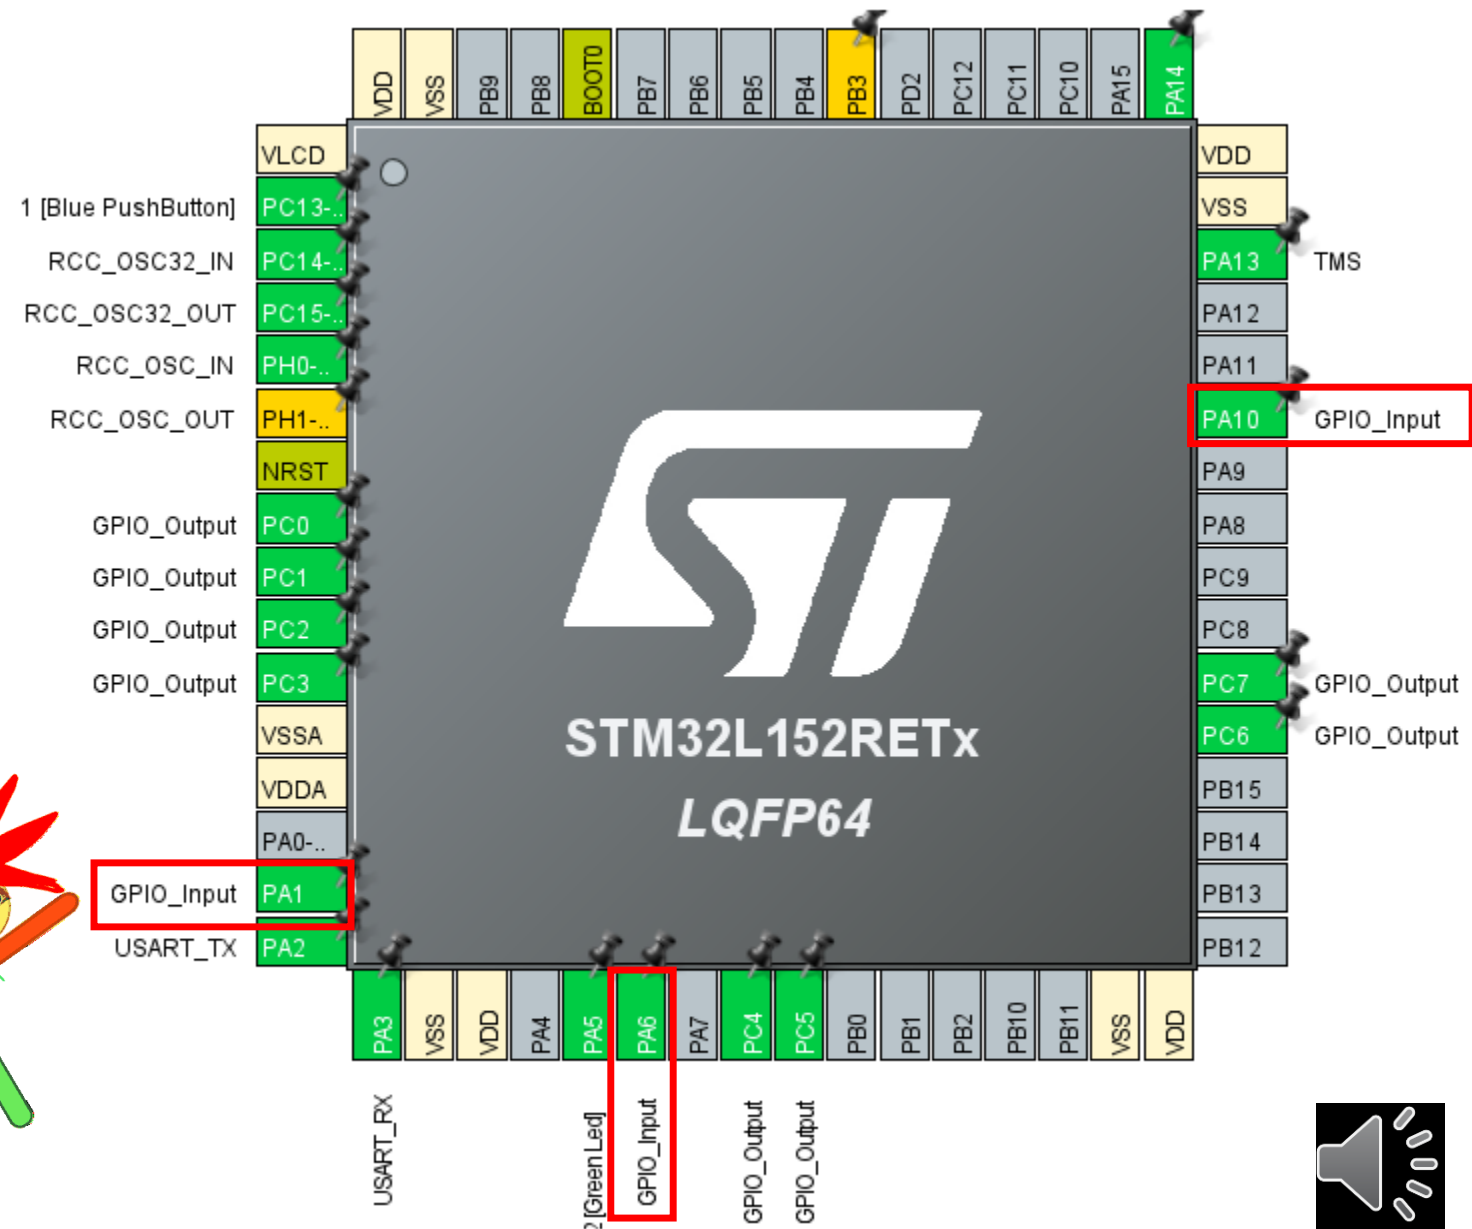 VDD VSS PB9 PB8 BOOT0 PB7 PB6 PB5 PB4 PB3 PD2 PC12 PC11 PC10 PA15 PA14
VLCD VDD
1 [Blue PushButton] PC13-.. VSS
RCC_OSC32_IN PC14-.. PA13 TMS
RCC_OSC32_OUT PC15-.. PA12
RCC_OSC_IN PH0-.. PA11
RCC_OSC_OUT PH1-.. PA10 GPIO_Input
NRST PA9
GPIO_Output PC0 PA8
GPIO_Output PC1 PC9
GPIO_Output PC2 PC8
GPIO_Output PC3 PC7 GPIO_Output
VSSA STM32L152RETx PC6 GPIO_Output
VDDA PB15
LQFP64
PA0-.. PB14
GPIO_Input PA1 PB13
USART_TX PA2 PB12
PA3 VSS VDD PA4 PA5 PA6 PA7 PC4 PC5 PB0 PB1 PB2 PB10 PB11 VSS VDD
USART_RX 2 [Green Led] GPIO_Input GPIO_Output GPIO_Output